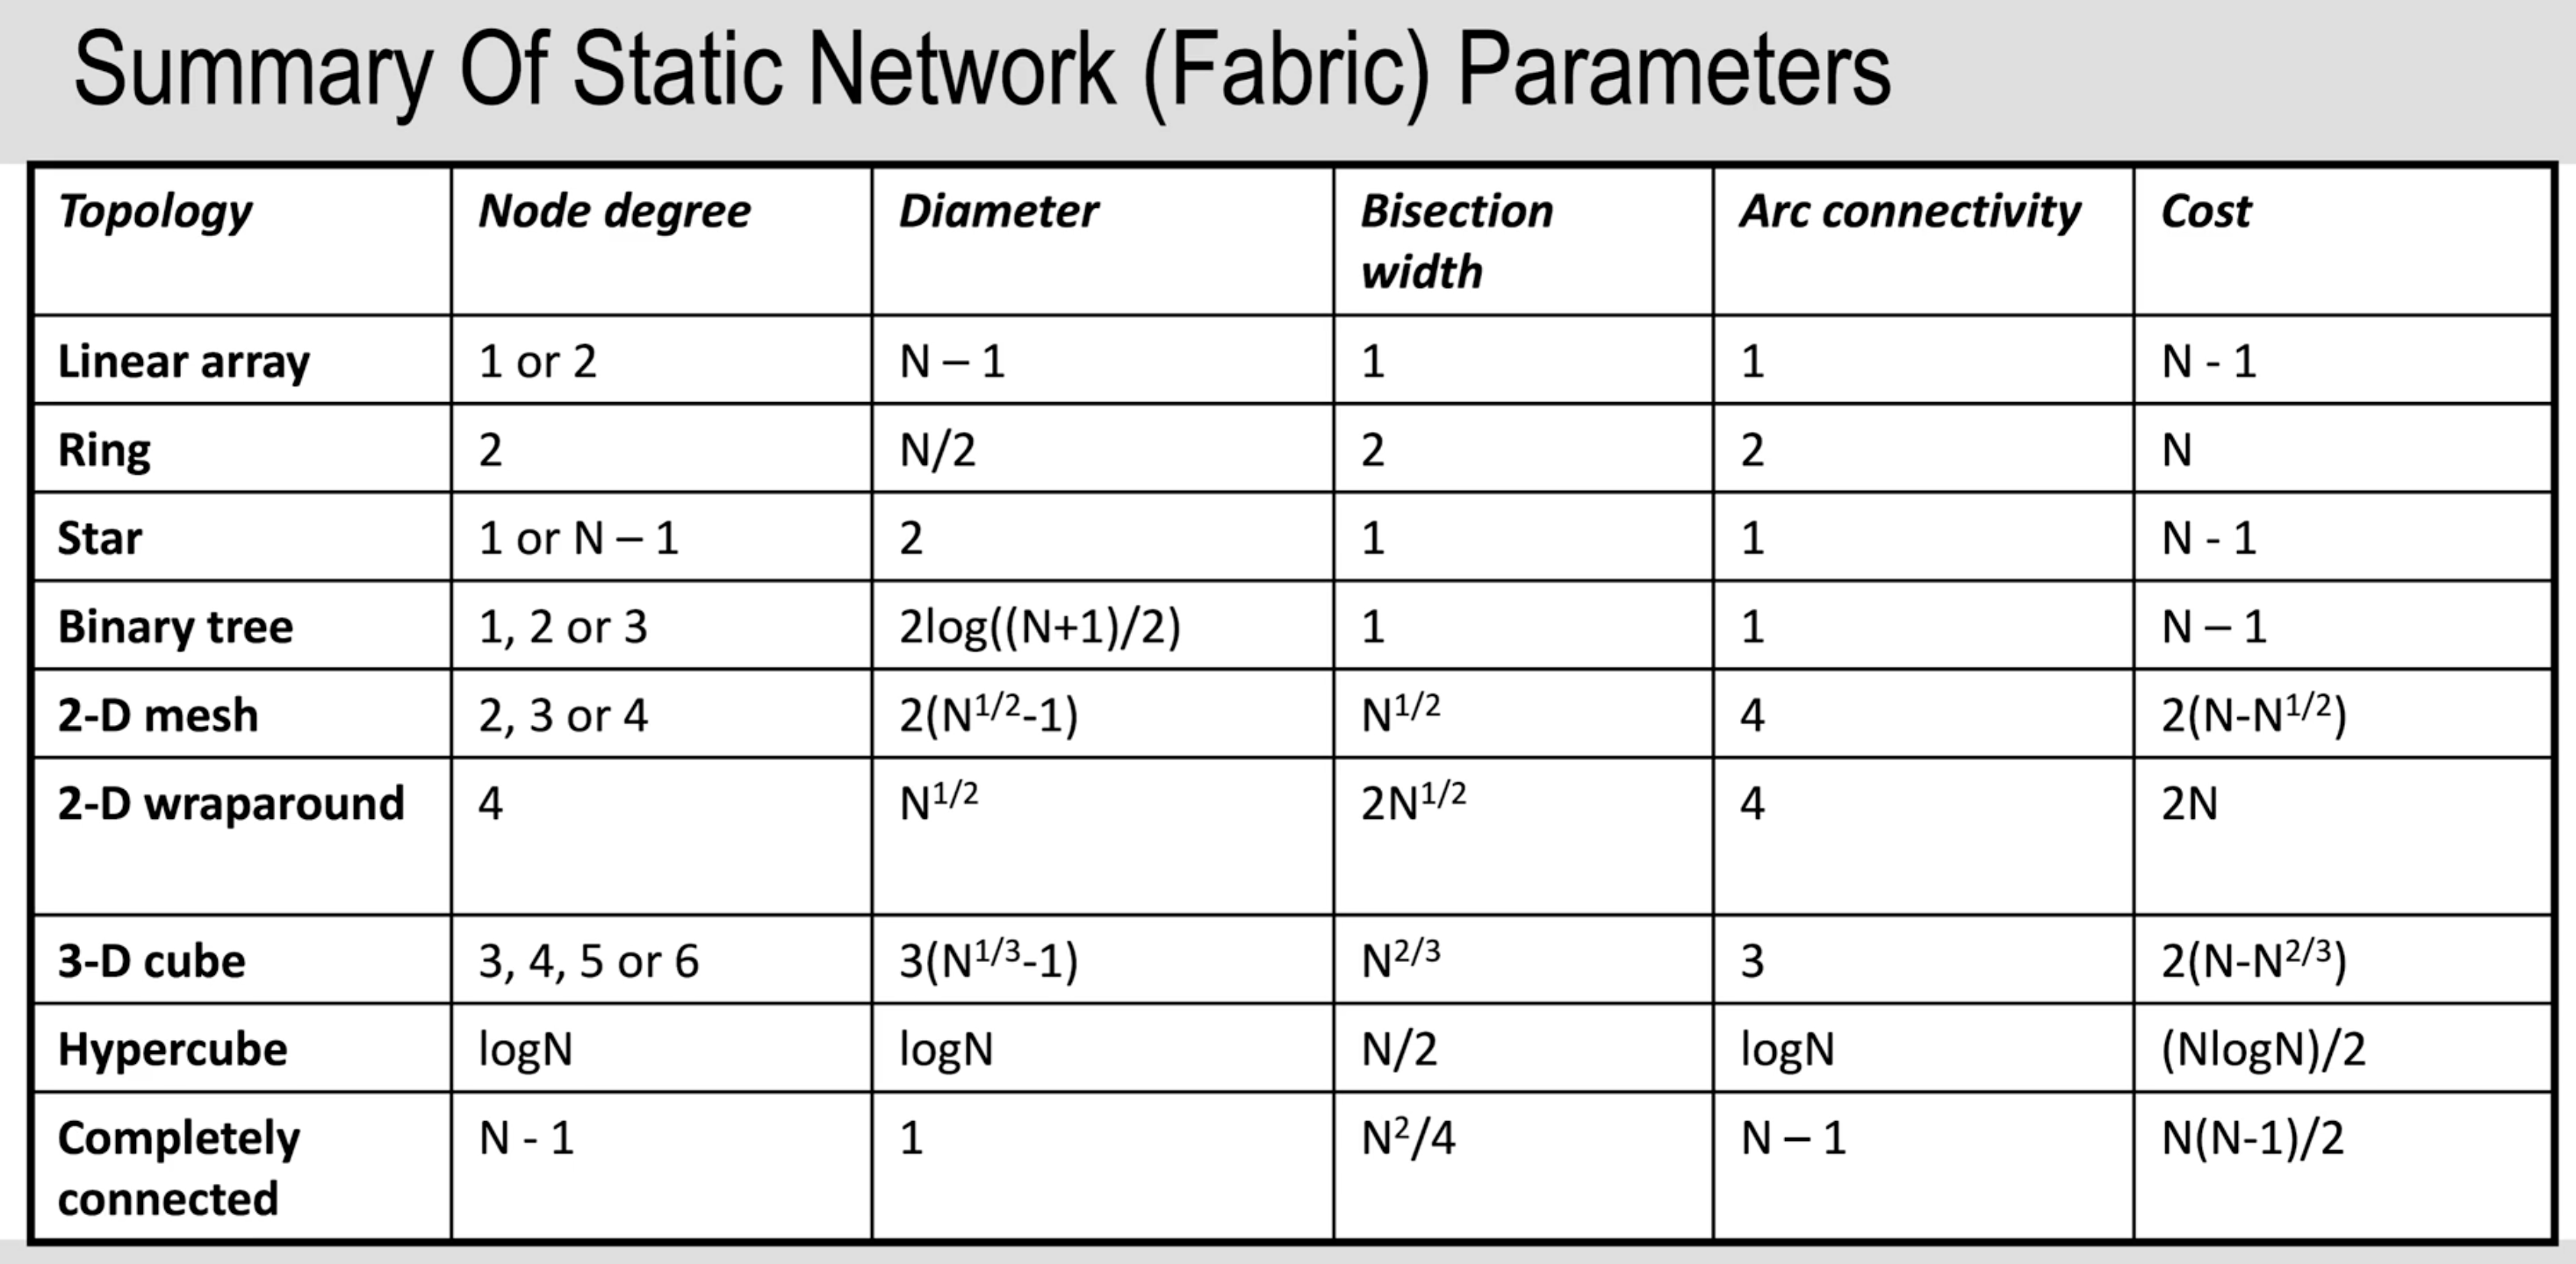 Summary Of Static Network (Fabric) Parameters
Topology Node degree Diameter Bisection width Arc connectivity Cost
Linear array 1 or 2 N – 1 1 1 N - 1
Ring 2 N/2 2 2 N
Star 1 or N – 1 2 1 1 N - 1
Binary tree 1, 2 or 3 2log((N+1)/2) 1 1 N – 1
2-D mesh 2, 3 or 4 2(N^1/2-1) N^1/2 4 2(N-N^1/2)
2-D wraparound 4 N^1/2 2N^1/2 4 2N
3-D cube 3, 4, 5 or 6 3(N^1/3-1) N^2/3 3 2(N-N^2/3)
Hypercube logN logN N/2 logN (NlogN)/2
Completely connected N - 1 1 N^2/4 N – 1 N(N-1)/2